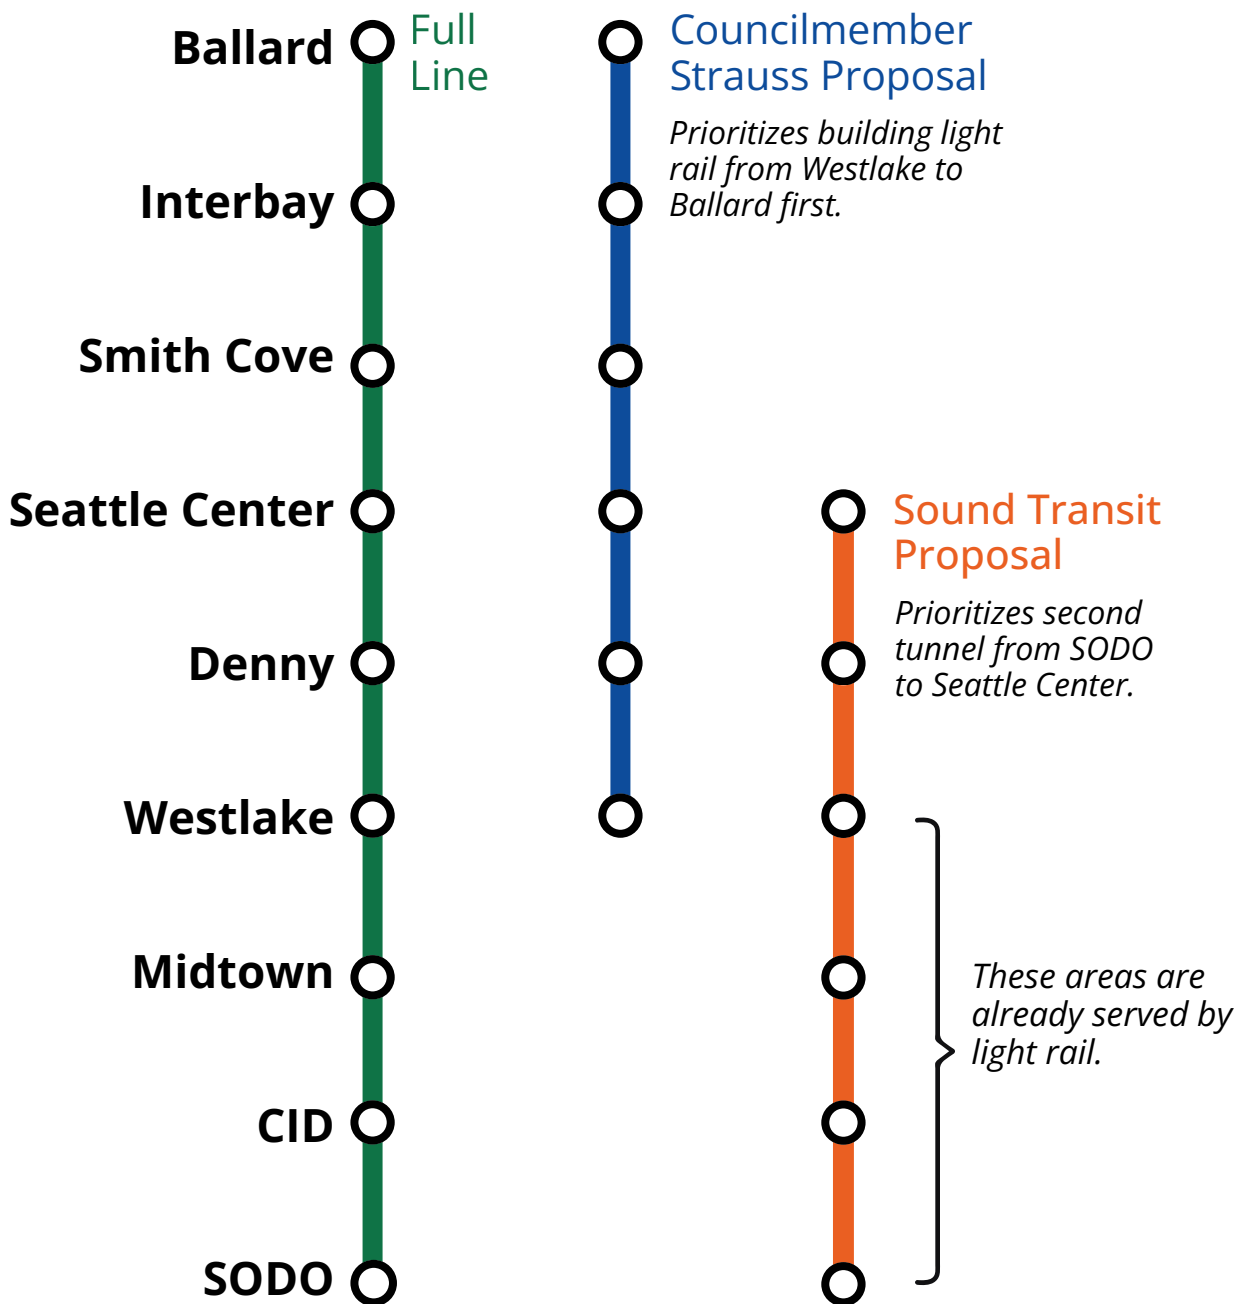 Ballard
Full
Line
Councilmember
Strauss Proposal
Prioritizes building light
rail from Westlake to
Ballard first.
Interbay
Smith Cove
Seattle Center
Sound Transit
Proposal
Prioritizes second
tunnel from SODO
to Seattle Center.
Denny
Westlake
Midtown
These areas are
already served by
light rail.
CID
SODO